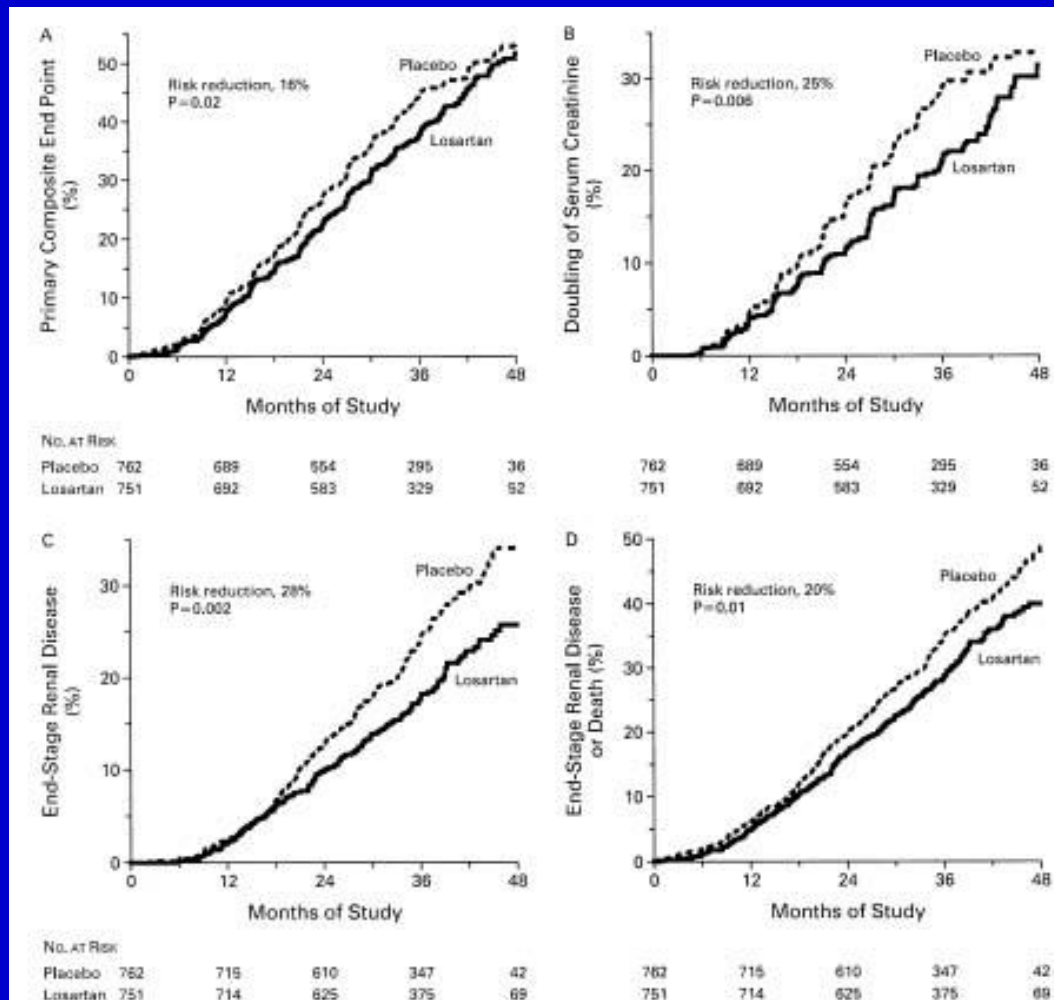 A
Primary Composite End Point
(%)
50
40
30
20
10
0
Risk reduction, 16%
P=0.02
Placebo
Losartan
0 12 24 36 48
Months of Study
B
Doubling of Serum Creatinine
(%)
30
20
10
0
Risk reduction, 25%
P=0.006
Placebo
Losartan
0 12 24 36 48
Months of Study
No. at Risk
Placebo 762 689 554 295 36
Losartan 751 692 583 329 52
762 689 554 295 36
751 692 583 329 52
C
End-Stage Renal Disease
(%)
30
20
10
0
Risk reduction, 28%
P=0.002
Placebo
Losartan
0 12 24 36 48
Months of Study
D
End-Stage Renal Disease
or Death (%)
50
40
30
20
10
0
Risk reduction, 20%
P=0.01
Placebo
Losartan
0 12 24 36 48
Months of Study
No. at Risk
Placebo 762 715 610 347 42
Losartan 751 714 625 375 69
762 715 610 347 42
751 714 625 375 69